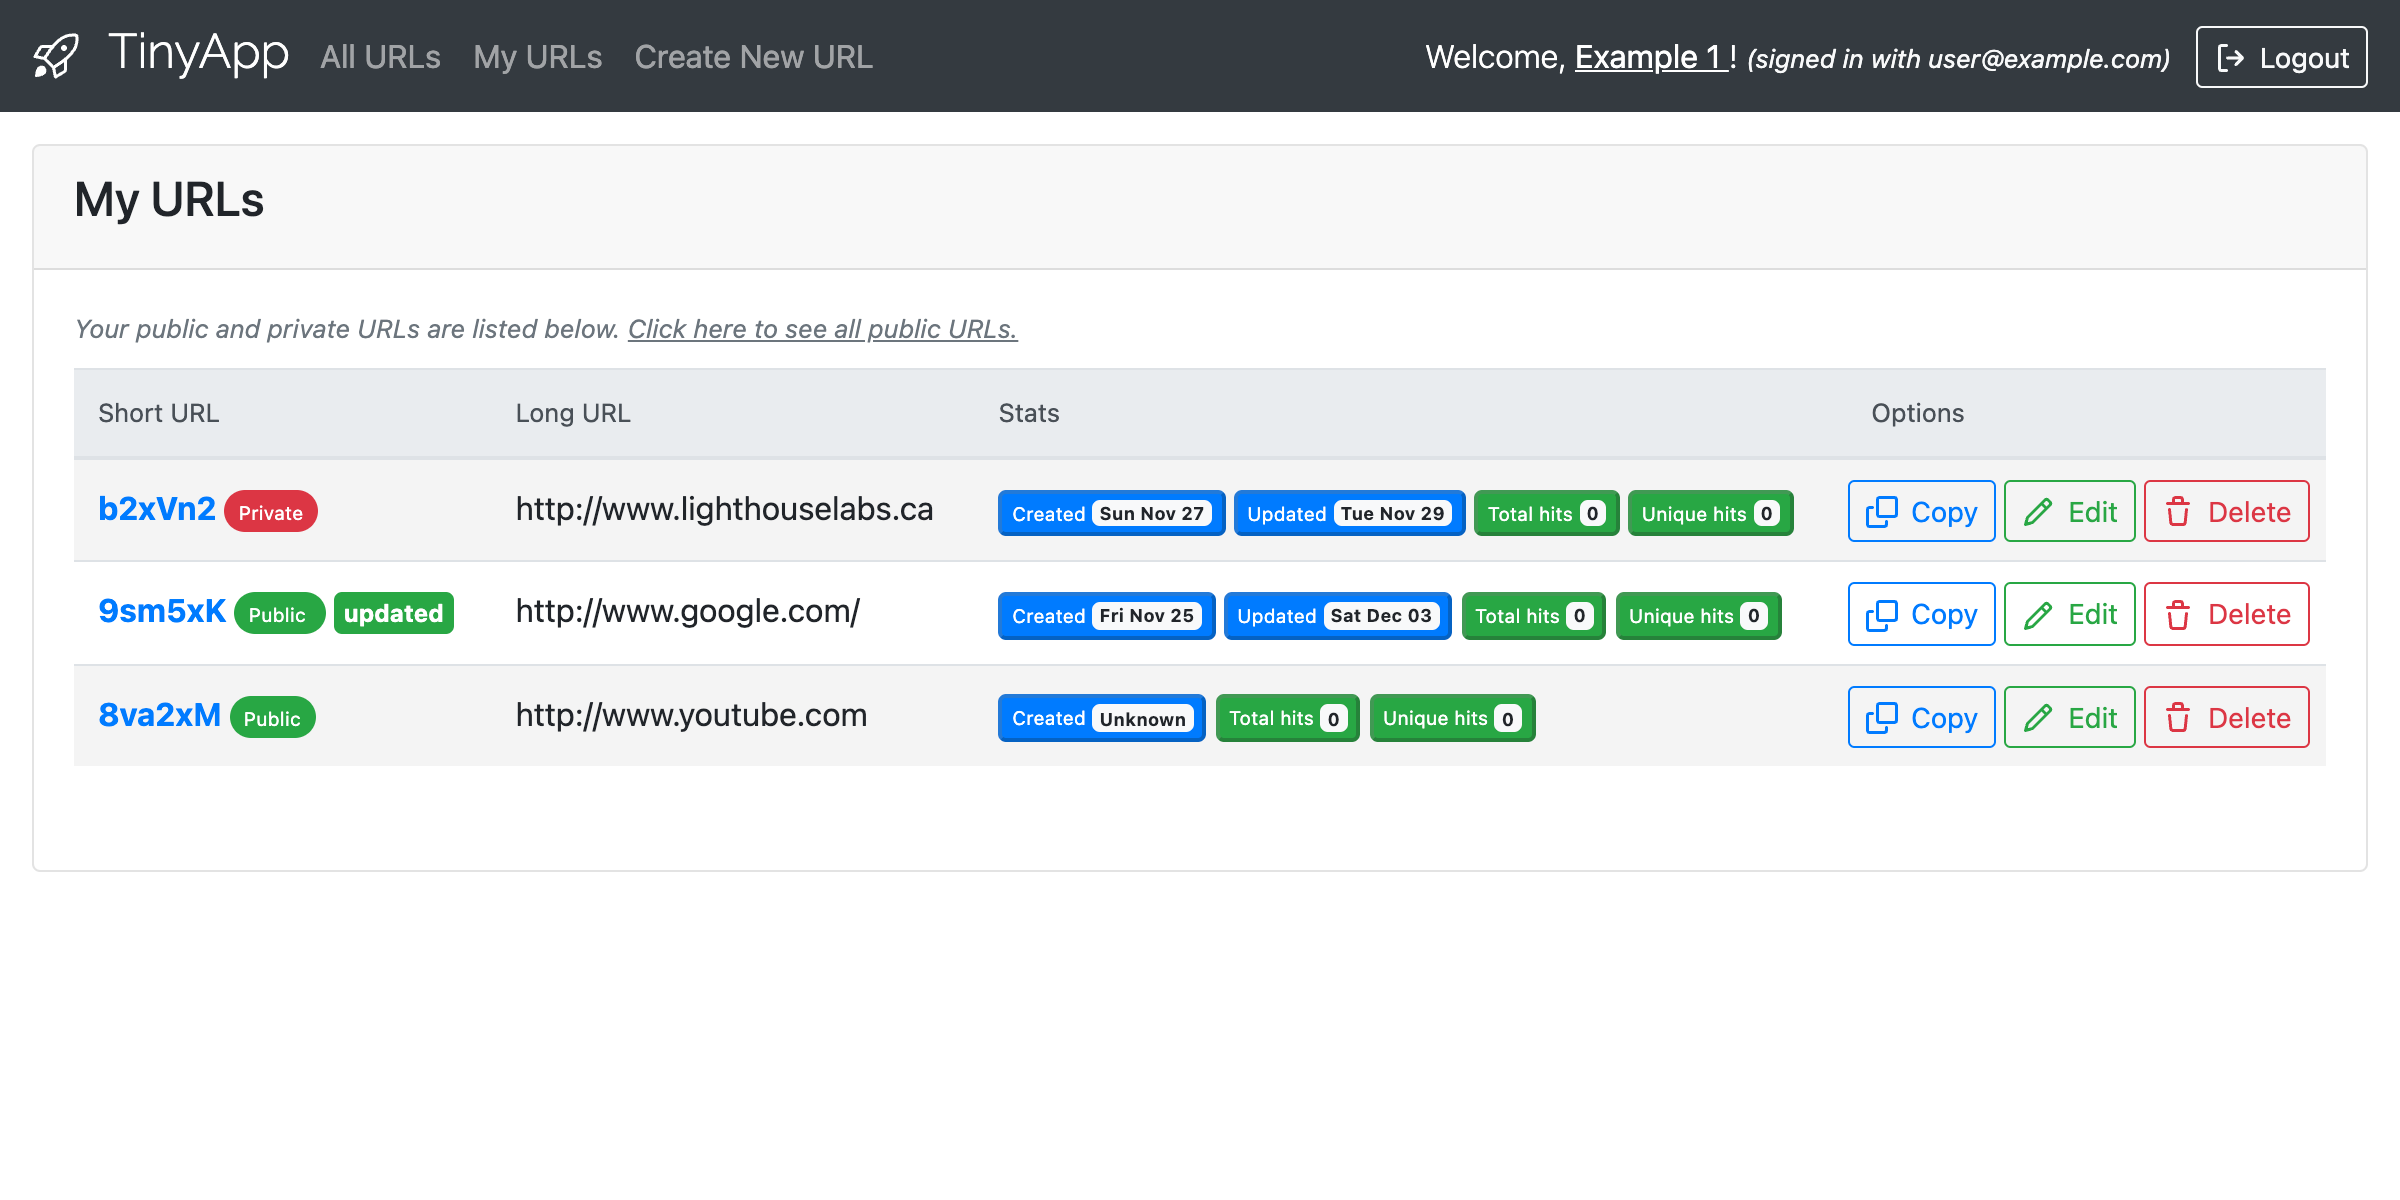 TinyApp All URLs My URLs Create New URL Welcome, Example 1 ! (signed in with user@example.com) Logout
My URLs
Your public and private URLs are listed below. Click here to see all public URLs.
Short URL Long URL Stats Options
b2xVn2 Private http://www.lighthouselabs.ca Created Sun Nov 27 Updated Tue Nov 29 Total hits 0 Unique hits 0 Copy Edit Delete
9sm5xK Public updated http://www.google.com/ Created Fri Nov 25 Updated Sat Dec 03 Total hits 0 Unique hits 0 Copy Edit Delete
8va2xM Public http://www.youtube.com Created Unknown Total hits 0 Unique hits 0 Copy Edit Delete